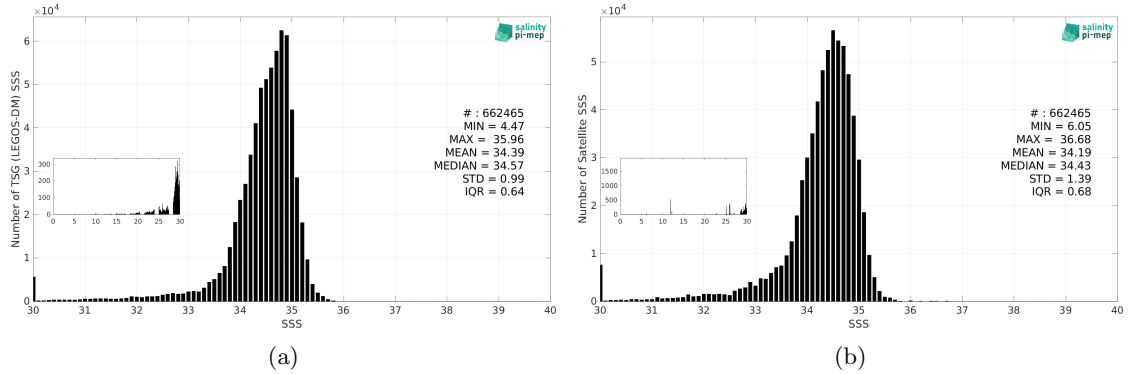 ×10⁴
salinity
pi-mep
6
5
4
3
2
1
0
Number of TSG (LEGOS-DM) SSS
# : 662465
MIN = 4.47
MAX = 35.96
MEAN = 34.39
MEDIAN = 34.57
STD = 0.99
IQR = 0.64
300
200
100
0
0 5 10 15 20 25 30
30 31 32 33 34 35 36 37 38 39 40
SSS
(a)
×10⁴
salinity
pi-mep
5
4
3
2
1
0
Number of Satellite SSS
# : 662465
MIN = 6.05
MAX = 36.68
MEAN = 34.19
MEDIAN = 34.43
STD = 1.39
IQR = 0.68
1500
1000
500
0
0 5 10 15 20 25 30
30 31 32 33 34 35 36 37 38 39 40
SSS
(b)